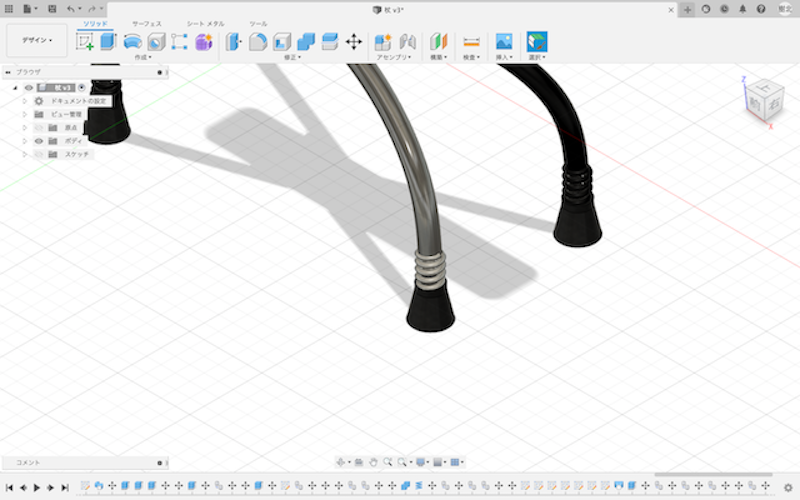 杖 v3*
ソリッド サーフェス シート メタル ツール
デザイン▾
作成▾ 修正▾ アセンブリ▾ 構築▾ 検査▾ 挿入▾ 選択▾
ブラウザ
杖 v3
ドキュメントの設定
ビュー管理
原点
ボディ
スケッチ
Z
上
前
右
X
コメント